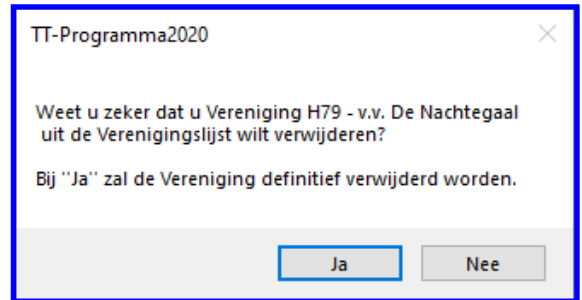 TT-Programma2020
Weet u zeker dat u Vereniging H79 - v.v. De Nachtegaal
uit de Verenigingslijst wilt verwijderen?
Bij "Ja" zal de Vereniging definitief verwijderd worden.
Ja
Nee